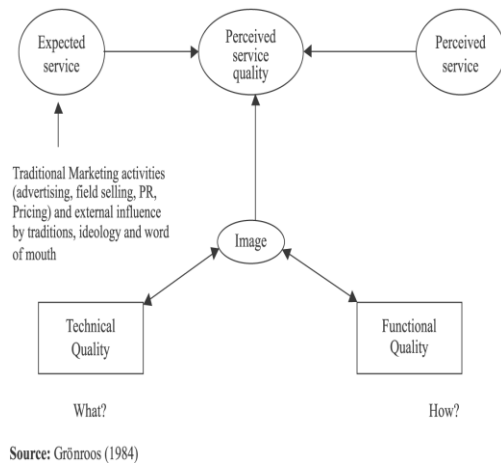 Expected
service
Perceived
service
quality
Perceived
service
Traditional Marketing activities
(advertising, field selling, PR,
Pricing) and external influence
by traditions, ideology and word
of mouth
Image
Technical
Quality
Functional
Quality
What?
How?
Source: Grönroos (1984)